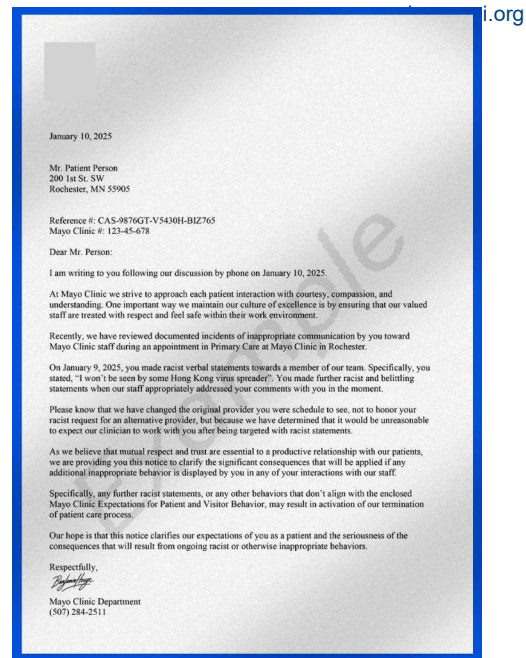 i.org
January 10, 2025
Mr. Patient Person
200 1st St. SW
Rochester, MN 55905
Reference #: CAS-9876GT-V5430H-BIZ765
Mayo Clinic #: 123-45-678
Dear Mr. Person:
I am writing to you following our discussion by phone on January 10, 2025.
At Mayo Clinic we strive to approach each patient interaction with courtesy, compassion, and
understanding. One important way we maintain our culture of excellence is by ensuring that our valued
staff are treated with respect and feel safe within their work environment.
Recently, we have reviewed documented incidents of inappropriate communication by you toward
Mayo Clinic staff during an appointment in Primary Care at Mayo Clinic in Rochester.
On January 9, 2025, you made racist verbal statements towards a member of our team. Specifically, you
stated, “I won’t be seen by some Hong Kong virus spreader”. You made further racist and belittling
statements when our staff appropriately addressed your comments with you in the moment.
Please know that we have changed the original provider you were schedule to see, not to honor your
racist request for an alternative provider, but because we have determined that it would be unreasonable
to expect our clinician to work with you after being targeted with racist statements.
As we believe that mutual respect and trust are essential to a productive relationship with our patients,
we are providing you this notice to clarify the significant consequences that will be applied if any
additional inappropriate behavior is displayed by you in any of your interactions with our staff.
Specifically, any further racist statements, or any other behaviors that don’t align with the enclosed
Mayo Clinic Expectations for Patient and Visitor Behavior, may result in activation of our termination
of patient care process.
Our hope is that this notice clarifies our expectations of you as a patient and the seriousness of the
consequences that will result from ongoing racist or otherwise inappropriate behaviors.
Respectfully,
Mayo Clinic Department
(507) 284-2511
Example